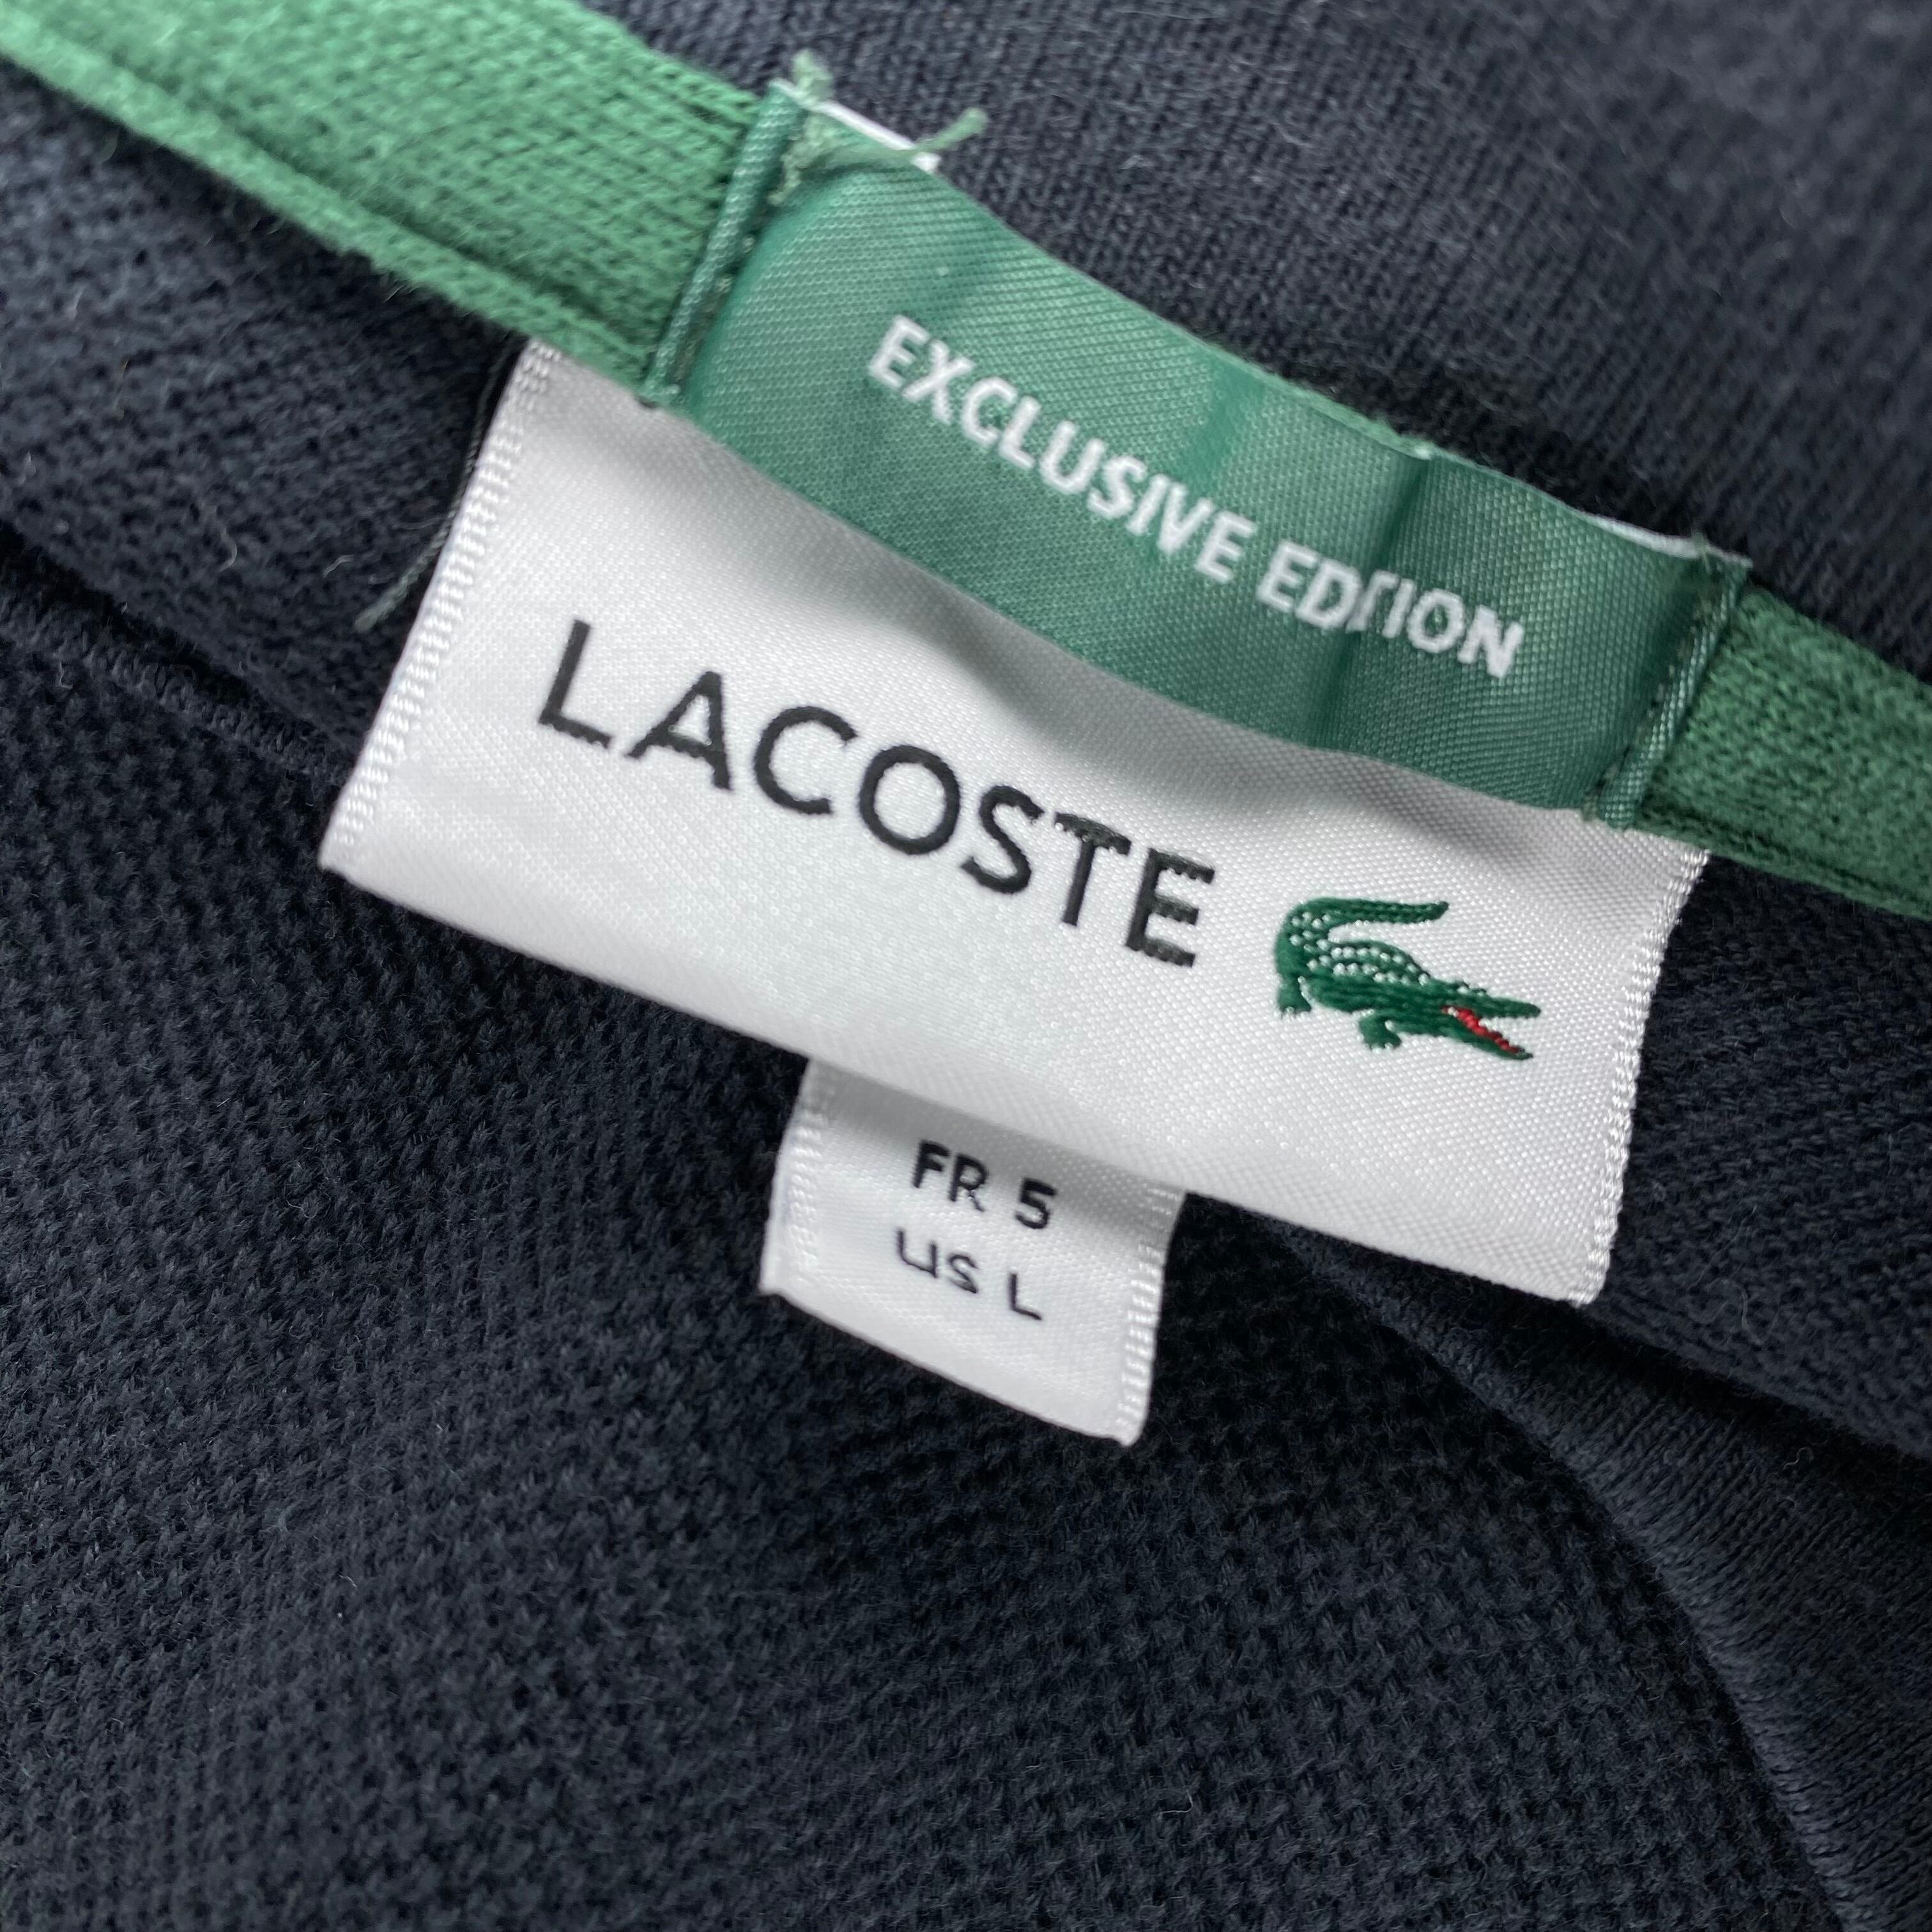 EXCLUSIVE EDITION
LACOSTE
FR 5
US L